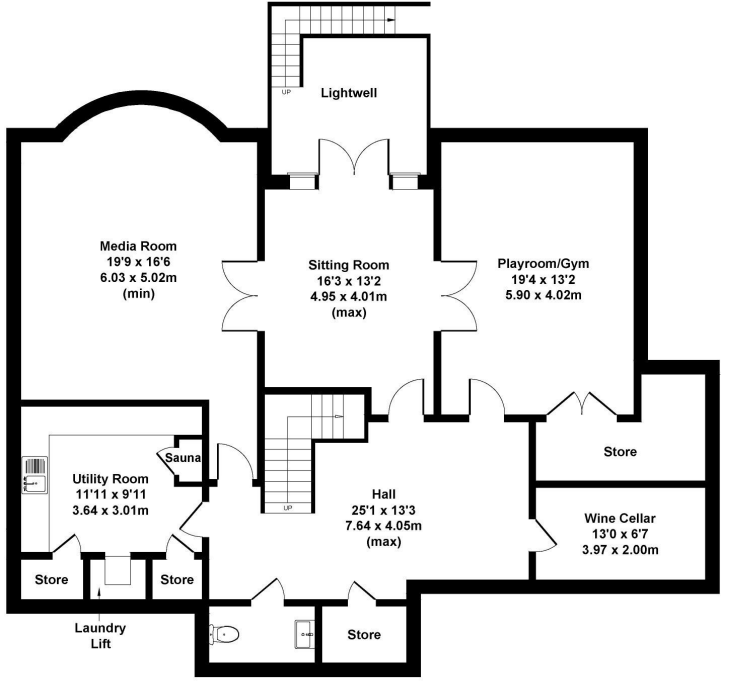 UP
Lightwell
Media Room
19'9 x 16'6
6.03 x 5.02m
(min)
Sitting Room
16'3 x 13'2
4.95 x 4.01m
(max)
Playroom/Gym
19'4 x 13'2
5.90 x 4.02m
Sauna
Utility Room
11'11 x 9'11
3.64 x 3.01m
Store
Hall
25'1 x 13'3
7.64 x 4.05m
(max)
UP
Wine Cellar
13'0 x 6'7
3.97 x 2.00m
Store
Store
Laundry
Lift
Store